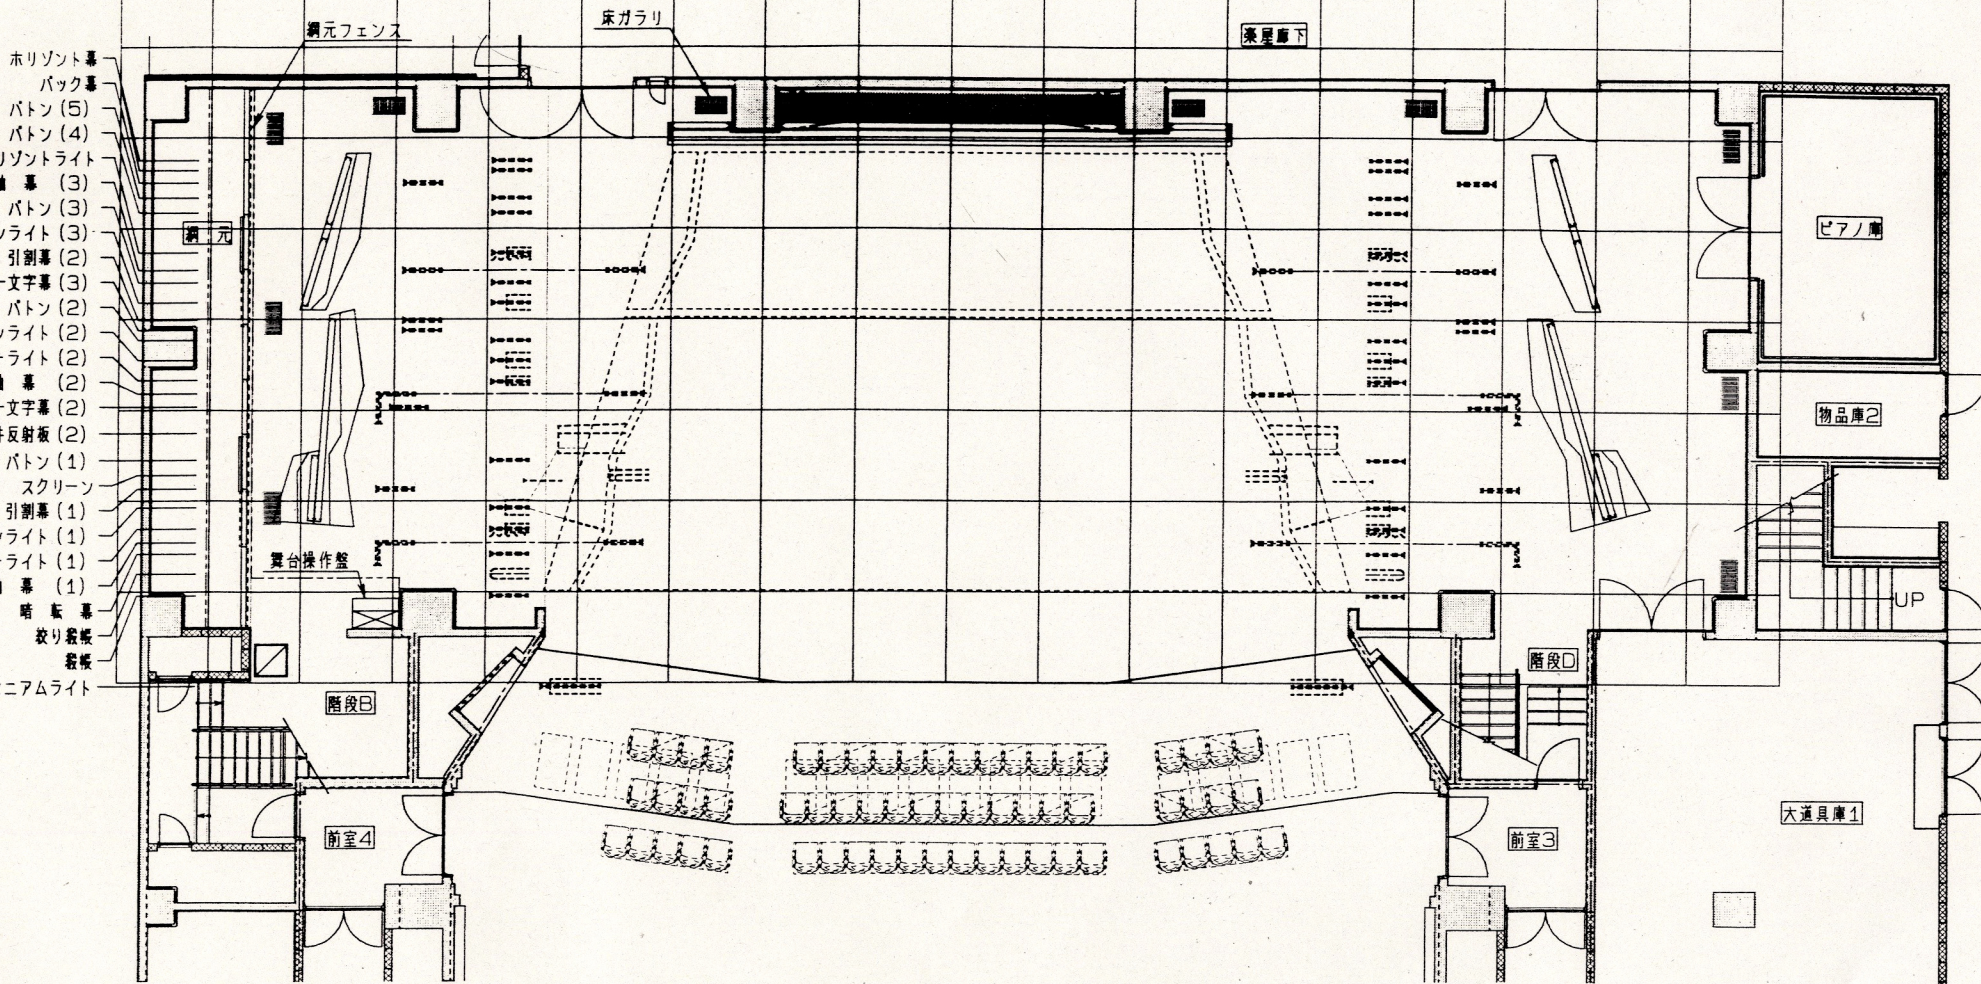 網元フェンス
床ガラリ
楽屋廊下
ホリゾント幕
バック幕
バトン(5)
バトン(4)
リゾントライト
幕 (3)
バトン(3)
ライト(3)
引割幕(2)
文字幕(3)
バトン(2)
ライト(2)
ライト(2)
幕 (2)
文字幕(2)
反射板(2)
バトン(1)
スクリーン
引割幕(1)
ライト(1)
ライト(1)
幕 (1)
暗転幕
絞り緞帳
緞帳
ニアムライト
網元
ピアノ庫
物品庫2
舞台操作盤
UP
階段B
階段D
前室4
前室3
大道具庫1